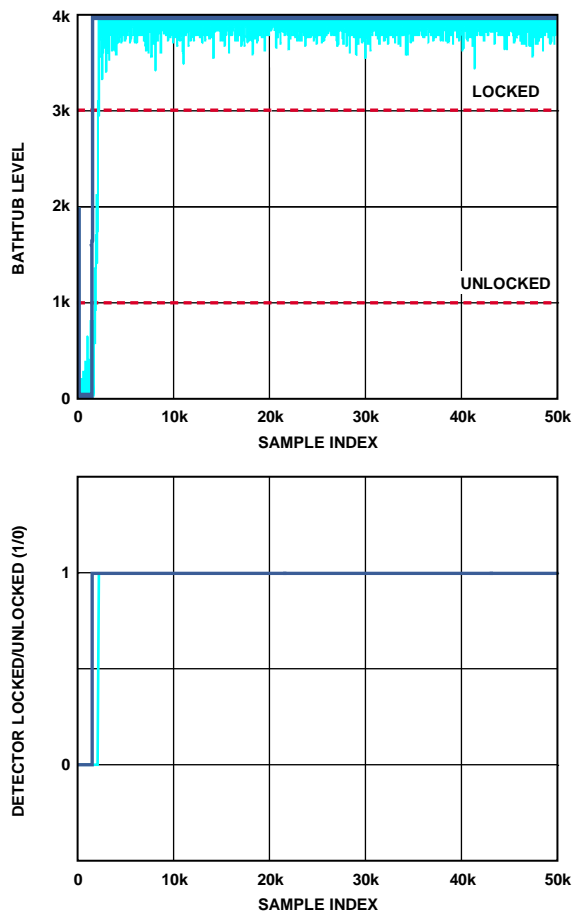 4k
3k
2k
1k
0
BATHTUB LEVEL
LOCKED
UNLOCKED
0 10k 20k 30k 40k 50k
SAMPLE INDEX
1
0
DETECTOR LOCKED/UNLOCKED (1/0)
0 10k 20k 30k 40k 50k
SAMPLE INDEX